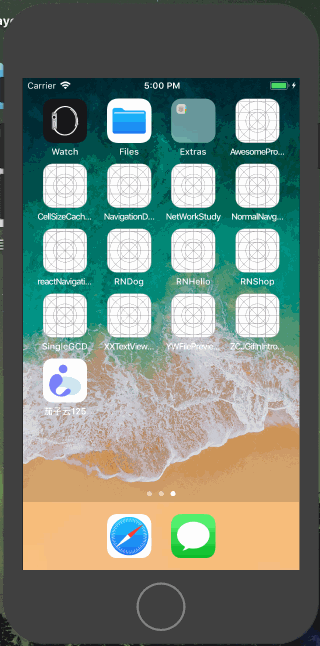 Carrier 5:00 PM
Watch Files Extras AwesomePro...
CellSizeCach... NavigationD... NetWorkStudy NormalNavg...
reactNavigati... RNDog RNHello RNShop
SingleGCD XXTextView... YWFilePrevie... ZCJGitinIntro...
茄子云125